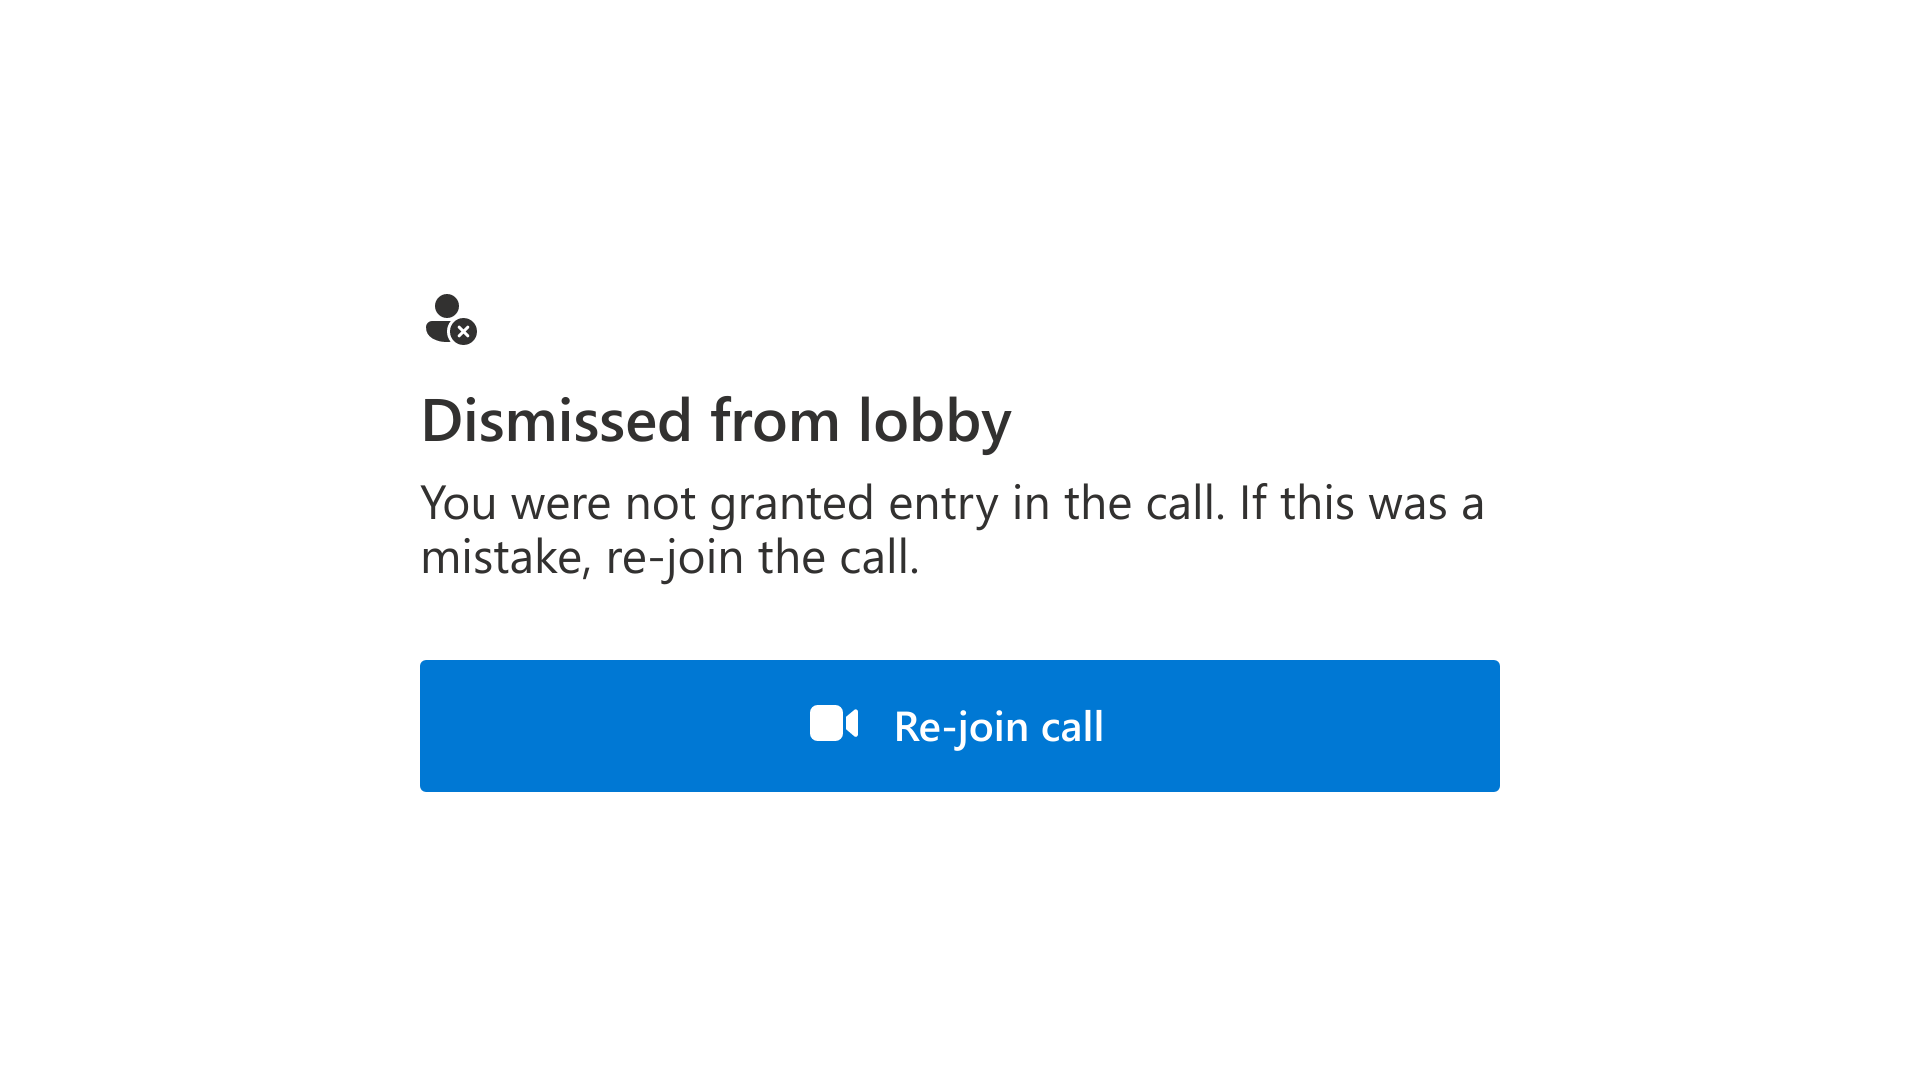 Dismissed from lobby
You were not granted entry in the call. If this was a
mistake, re-join the call.
Re-join call